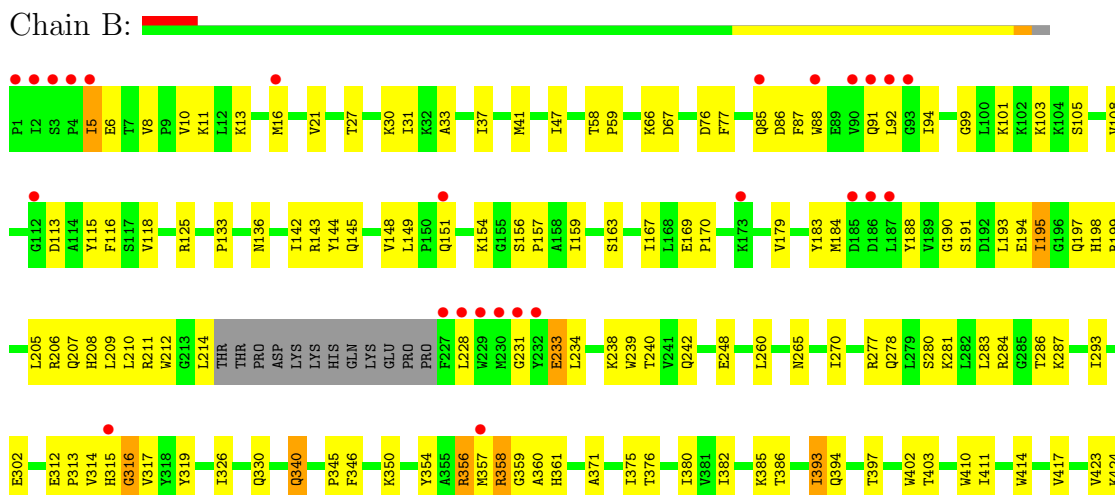 Chain B:
P1 I2 S3 P4 I5 E6 T7 V8 P9 V10 K11 L12 K13 M16 V21 T27 K30 I31 K32 A33 I37 M41 I47 T58 P59 K66 D67 D76 F77 Q85 D86 F87 W88 E89 V90 Q91 L92 G93 I94 G99 L100 K101 K102 K103 K104 S105 V108
G112 D113 A114 Y115 F116 S117 V118 R125 P133 N136 I142 R143 Y144 Q145 V148 L149 P150 Q151 K154 G155 S156 P157 A158 I159 S163 I167 L168 E169 P170 K173 V179 Y183 M184 D185 D186 L187 Y188 V189 G190 S191 D192 L193 E194 I195 G196 Q197 H198 R199
L205 R206 Q207 H208 L209 L210 R211 W212 G213 L214 THR THR PRO ASP LYS LYS HIS GLN LYS GLU PRO PRO F227 L228 W229 M230 G231 Y232 E233 L234 K238 W239 T240 V241 Q242 E248 L260 N265 I270 R277 Q278 L279 S280 K281 L282 L283 R284 G285 T286 K287 I293
E302 E312 P313 V314 H315 G316 V317 Y318 Y319 I326 Q330 Q340 P345 F346 K350 Y354 A355 R356 M357 R358 G359 A360 H361 A371 I375 T376 I380 V381 I382 K385 T386 I393 Q394 T397 W402 T403 W410 I411 W414 V417 V423